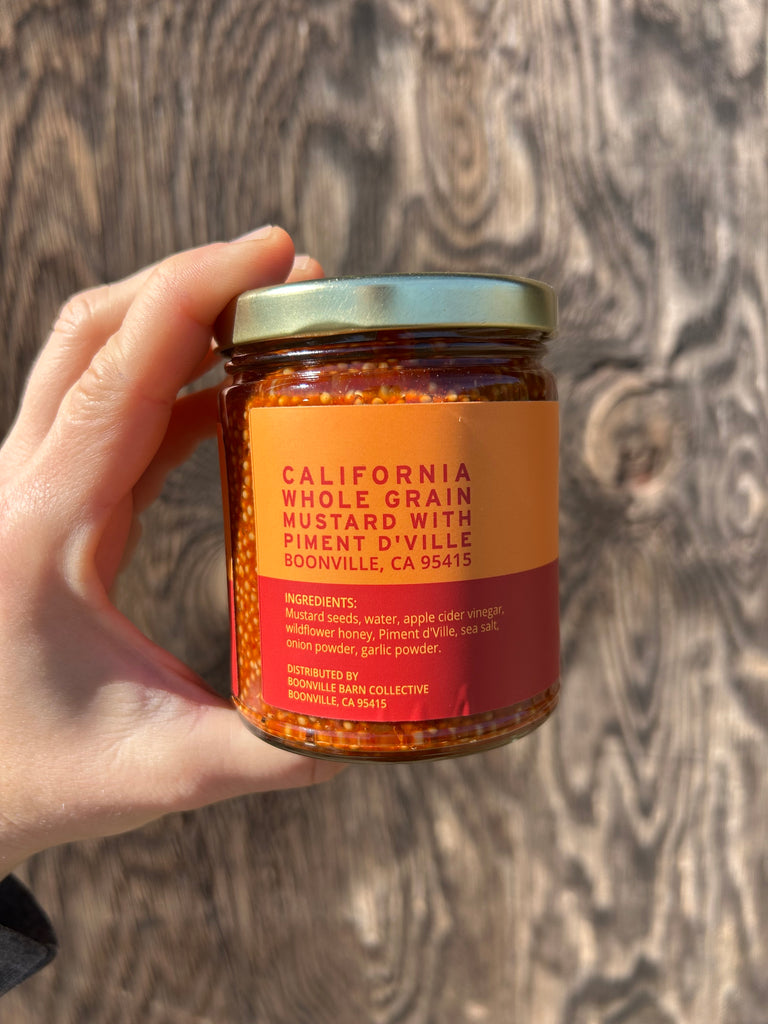 CALIFORNIA
WHOLE GRAIN
MUSTARD WITH
PIMENT D'VILLE
BOONVILLE, CA 95415
INGREDIENTS:
Mustard seeds, water, apple cider vinegar,
wildflower honey, Piment d'Ville, sea salt,
onion powder, garlic powder.
DISTRIBUTED BY
BOONVILLE BARN COLLECTIVE
BOONVILLE, CA 95415